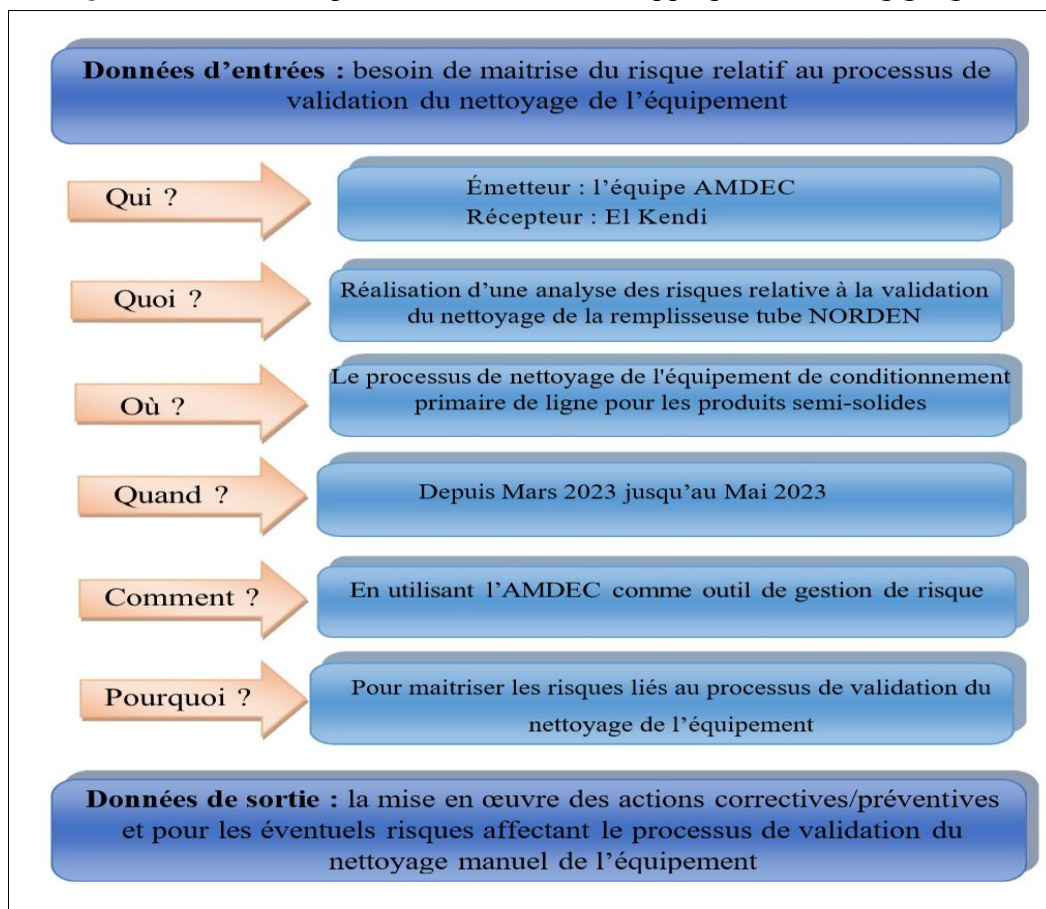 Données d'entrées : besoin de maitrise du risque relatif au processus de
validation du nettoyage de l'équipement
Qui ?
Émetteur : l'équipe AMDEC
Récepteur : El Kendi
Quoi ?
Réalisation d'une analyse des risques relative à la validation
du nettoyage de la remplisseuse tube NORDEN
Où ?
Le processus de nettoyage de l'équipement de conditionnement
primaire de ligne pour les produits semi-solides
Quand ?
Depuis Mars 2023 jusqu'au Mai 2023
Comment ?
En utilisant l'AMDEC comme outil de gestion de risque
Pourquoi ?
Pour maitriser les risques liés au processus de validation du
nettoyage de l'équipement
Données de sortie : la mise en œuvre des actions correctives/préventives
et pour les éventuels risques affectant le processus de validation du
nettoyage manuel de l'équipement